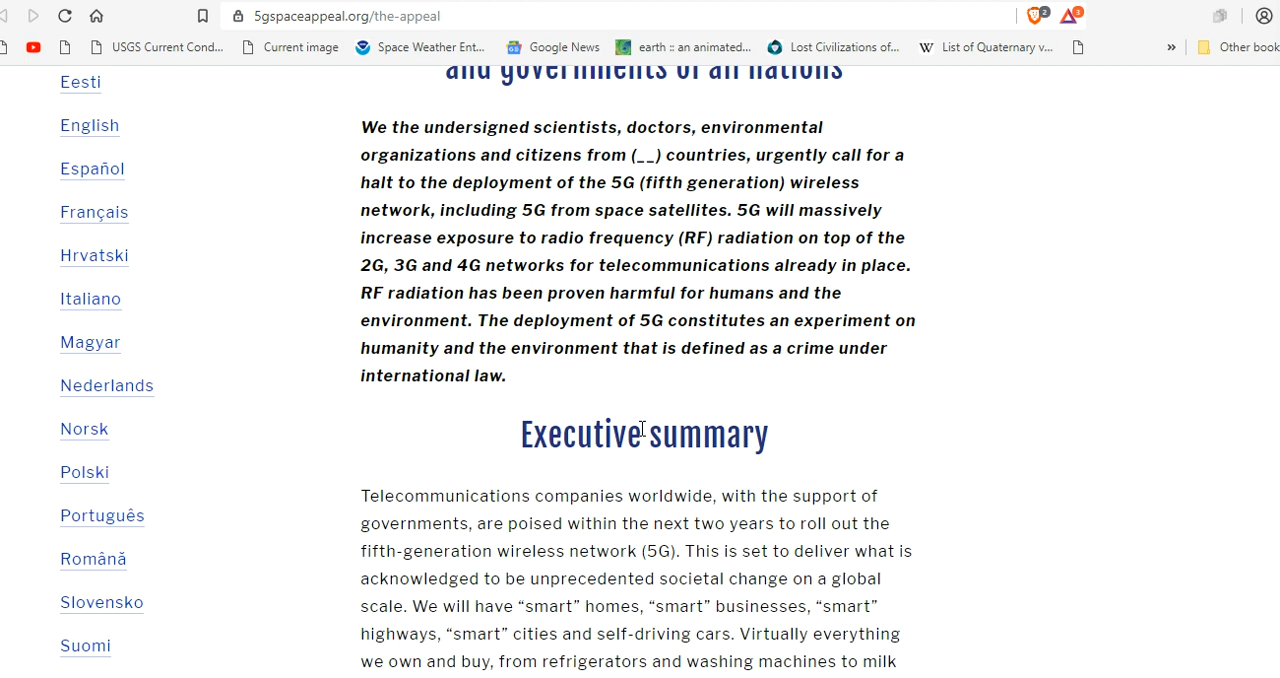 5gspaceappeal.org/the-appeal
2
3
USGS Current Cond...
Current image
Space Weather Ent...
Google News
earth :: an animated...
Lost Civilizations of...
W
List of Quaternary v...
»
Other book
and governments of all nations
Eesti
English
Español
Français
Hrvatski
Italiano
Magyar
Nederlands
Norsk
Polski
Português
Română
Slovensko
Suomi
We the undersigned scientists, doctors, environmental
organizations and citizens from (__) countries, urgently call for a
halt to the deployment of the 5G (fifth generation) wireless
network, including 5G from space satellites. 5G will massively
increase exposure to radio frequency (RF) radiation on top of the
2G, 3G and 4G networks for telecommunications already in place.
RF radiation has been proven harmful for humans and the
environment. The deployment of 5G constitutes an experiment on
humanity and the environment that is defined as a crime under
international law.
Executive summary
Telecommunications companies worldwide, with the support of
governments, are poised within the next two years to roll out the
fifth-generation wireless network (5G). This is set to deliver what is
acknowledged to be unprecedented societal change on a global
scale. We will have “smart” homes, “smart” businesses, “smart”
highways, “smart” cities and self-driving cars. Virtually everything
we own and buy, from refrigerators and washing machines to milk